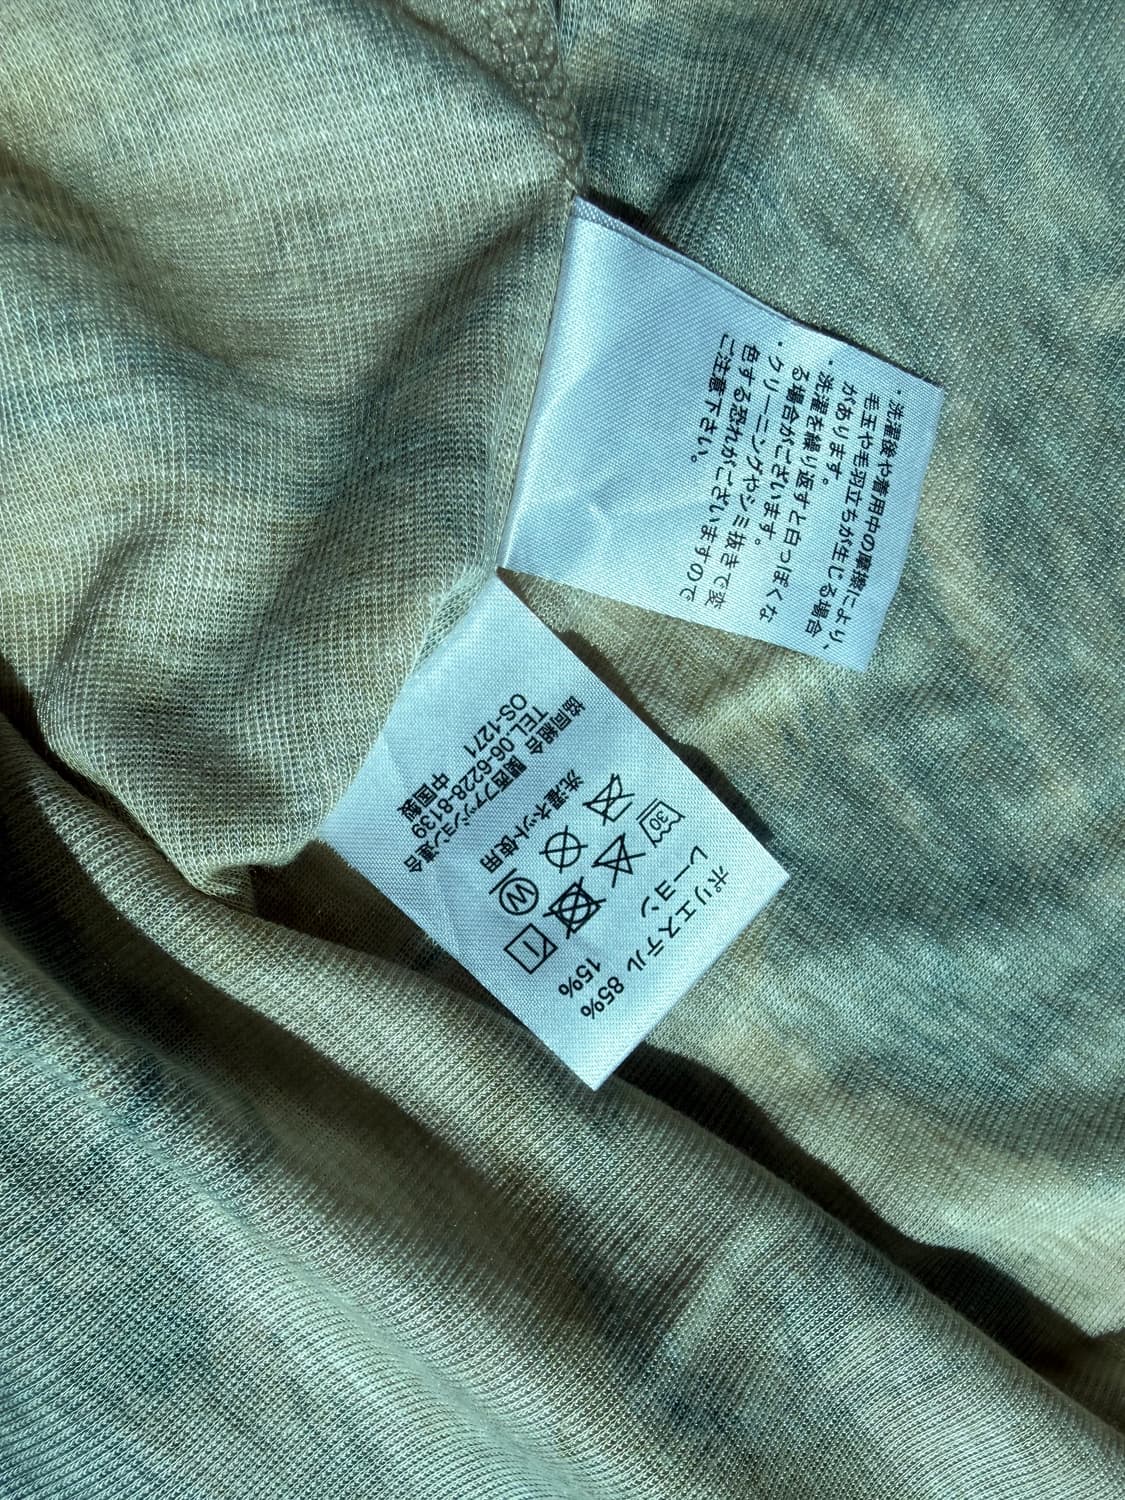 ・洗濯後や着用中の摩擦により、
毛玉や毛羽立ちが生じる場合
があります。
・洗濯を繰り返すと白っぽくな
る場合がございます。
・クリーニングやシミ抜きで変
色する恐れがございますので
ご注意下さい。
ポリエステル 85%
レーヨン 15%
30
W
洗濯ネット使用
協同組合 関西ファッション連合
TEL 06-6228-8139
OS-1271 中国製